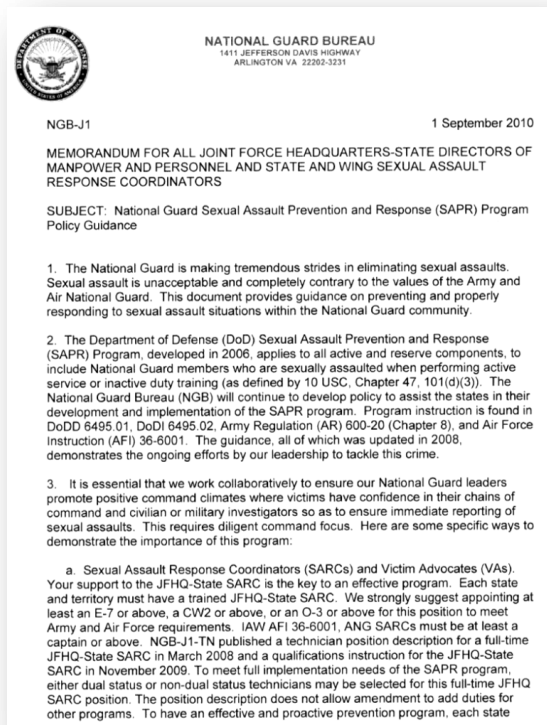 NATIONAL GUARD BUREAU
1411 JEFFERSON DAVIS HIGHWAY
ARLINGTON VA 22202-3231
DEPARTMENT OF DEFENSE
UNITED STATES OF AMERICA
NGB-J1 1 September 2010
MEMORANDUM FOR ALL JOINT FORCE HEADQUARTERS-STATE DIRECTORS OF
MANPOWER AND PERSONNEL AND STATE AND WING SEXUAL ASSAULT
RESPONSE COORDINATORS
SUBJECT: National Guard Sexual Assault Prevention and Response (SAPR) Program
Policy Guidance
1. The National Guard is making tremendous strides in eliminating sexual assaults.
Sexual assault is unacceptable and completely contrary to the values of the Army and
Air National Guard. This document provides guidance on preventing and properly
responding to sexual assault situations within the National Guard community.
2. The Department of Defense (DoD) Sexual Assault Prevention and Response
(SAPR) Program, developed in 2006, applies to all active and reserve components, to
include National Guard members who are sexually assaulted when performing active
service or inactive duty training (as defined by 10 USC, Chapter 47, 101(d)(3)). The
National Guard Bureau (NGB) will continue to develop policy to assist the states in their
development and implementation of the SAPR program. Program instruction is found in
DoDD 6495.01, DoDI 6495.02, Army Regulation (AR) 600-20 (Chapter 8), and Air Force
Instruction (AFI) 36-6001. The guidance, all of which was updated in 2008,
demonstrates the ongoing efforts by our leadership to tackle this crime.
3. It is essential that we work collaboratively to ensure our National Guard leaders
promote positive command climates where victims have confidence in their chains of
command and civilian or military investigators so as to ensure immediate reporting of
sexual assaults. This requires diligent command focus. Here are some specific ways to
demonstrate the importance of this program:
a. Sexual Assault Response Coordinators (SARCs) and Victim Advocates (VAs).
Your support to the JFHQ-State SARC is the key to an effective program. Each state
and territory must have a trained JFHQ-State SARC. We strongly suggest appointing at
least an E-7 or above, a CW2 or above, or an O-3 or above for this position to meet
Army and Air Force requirements. IAW AFI 36-6001, ANG SARCs must be at least a
captain or above. NGB-J1-TN published a technician position description for a full-time
JFHQ-State SARC in March 2008 and a qualifications instruction for the JFHQ-State
SARC in November 2009. To meet full implementation needs of the SAPR program,
either dual status or non-dual status technicians may be selected for this full-time JFHQ
SARC position. The position description does not allow amendment to add duties for
other programs. To have an effective and proactive prevention program, each state